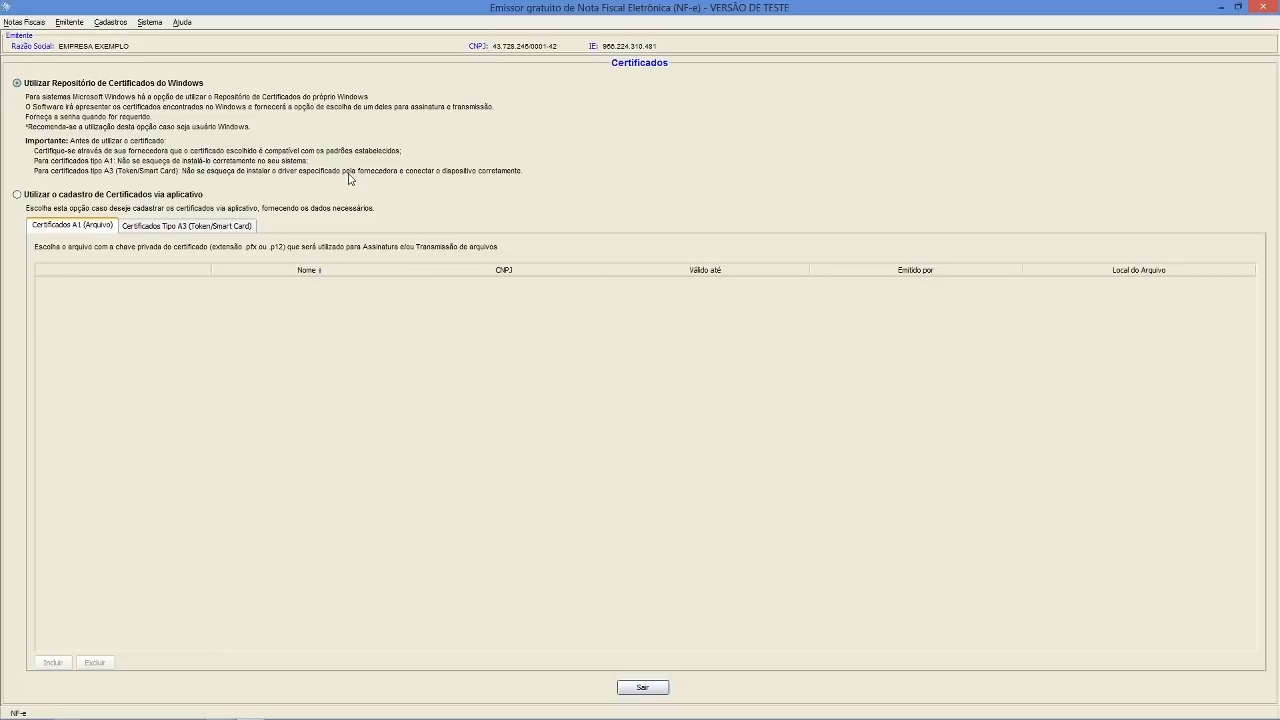 Emissor gratuito de Nota Fiscal Eletrônica (NF-e) - VERSÃO DE TESTE
Notas Fiscais Emitente Cadastros Sistema Ajuda
Emitente
Razão Social: EMPRESA EXEMPLO CNPJ: 43.728.245/0001-42 IE: 966.224.310.481
Certificados
Utilizar Repositório de Certificados do Windows
Para sistemas Microsoft Windows há a opção de utilizar o Repositório de Certificados do próprio Windows
O Software irá apresentar os certificados encontrados no Windows e fornecerá a opção de escolha de um deles para assinatura e transmissão.
Forneça a senha quando for requerido.
*Recomenda-se a utilização desta opção caso seja usuário Windows.
Importante: Antes de utilizar o certificado:
Certifique-se através de sua fornecedora que o certificado escolhido é compatível com os padrões estabelecidos;
Para certificados tipo A1: Não se esqueça de instalá-lo corretamente no seu sistema;
Para certificados tipo A3 (Token/Smart Card): Não se esqueça de instalar o driver especificado pela fornecedora e conectar o dispositivo corretamente.
Utilizar o cadastro de Certificados via aplicativo
Escolha esta opção caso deseje cadastrar os certificados via aplicativo, fornecendo os dados necessários.
Certificados A1 (Arquivo) Certificados Tipo A3 (Token/Smart Card)
Escolha o arquivo com a chave privada do certificado (extensão .pfx ou .p12) que será utilizado para Assinatura e/ou Transmissão de arquivos
Nome CNPJ Válido até Emitido por Local do Arquivo
Incluir Excluir
Sair
NF-e